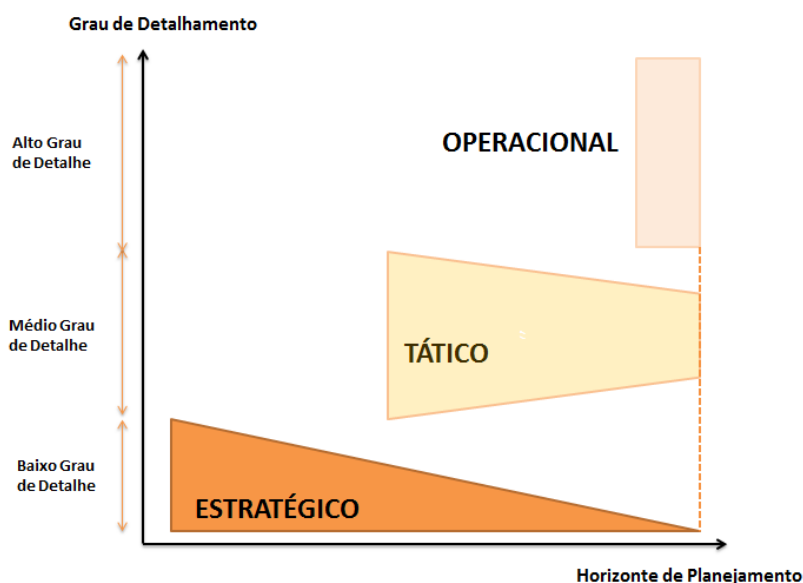 Grau de Detalhamento
Alto Grau
de Detalhe
OPERACIONAL
Médio Grau
de Detalhe
TÁTICO
Baixo Grau
de Detalhe
ESTRATÉGICO
Horizonte de Planejamento